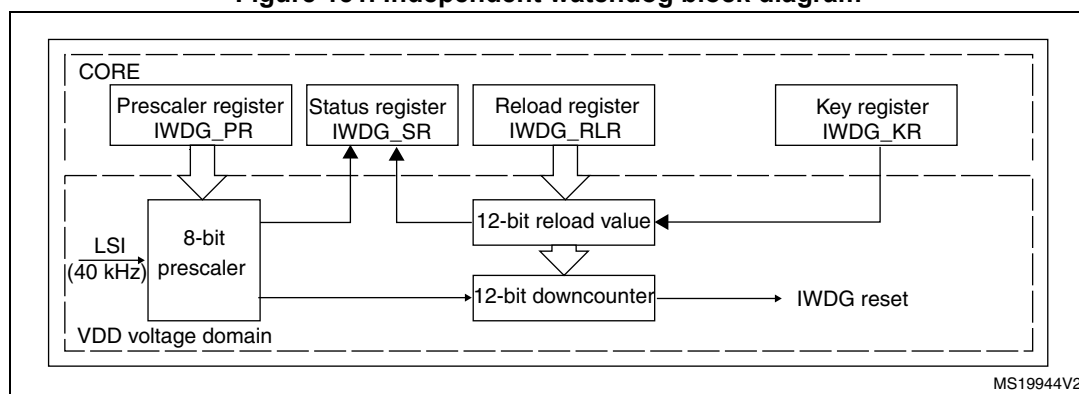 Figure Independent watchdog block diagram
CORE
Prescaler register
IWDG_PR
Status register
IWDG_SR
Reload register
IWDG_RLR
Key register
IWDG_KR
LSI
(40 kHz)
8-bit
prescaler
12-bit reload value
12-bit downcounter
IWDG reset
VDD voltage domain
MS19944V2